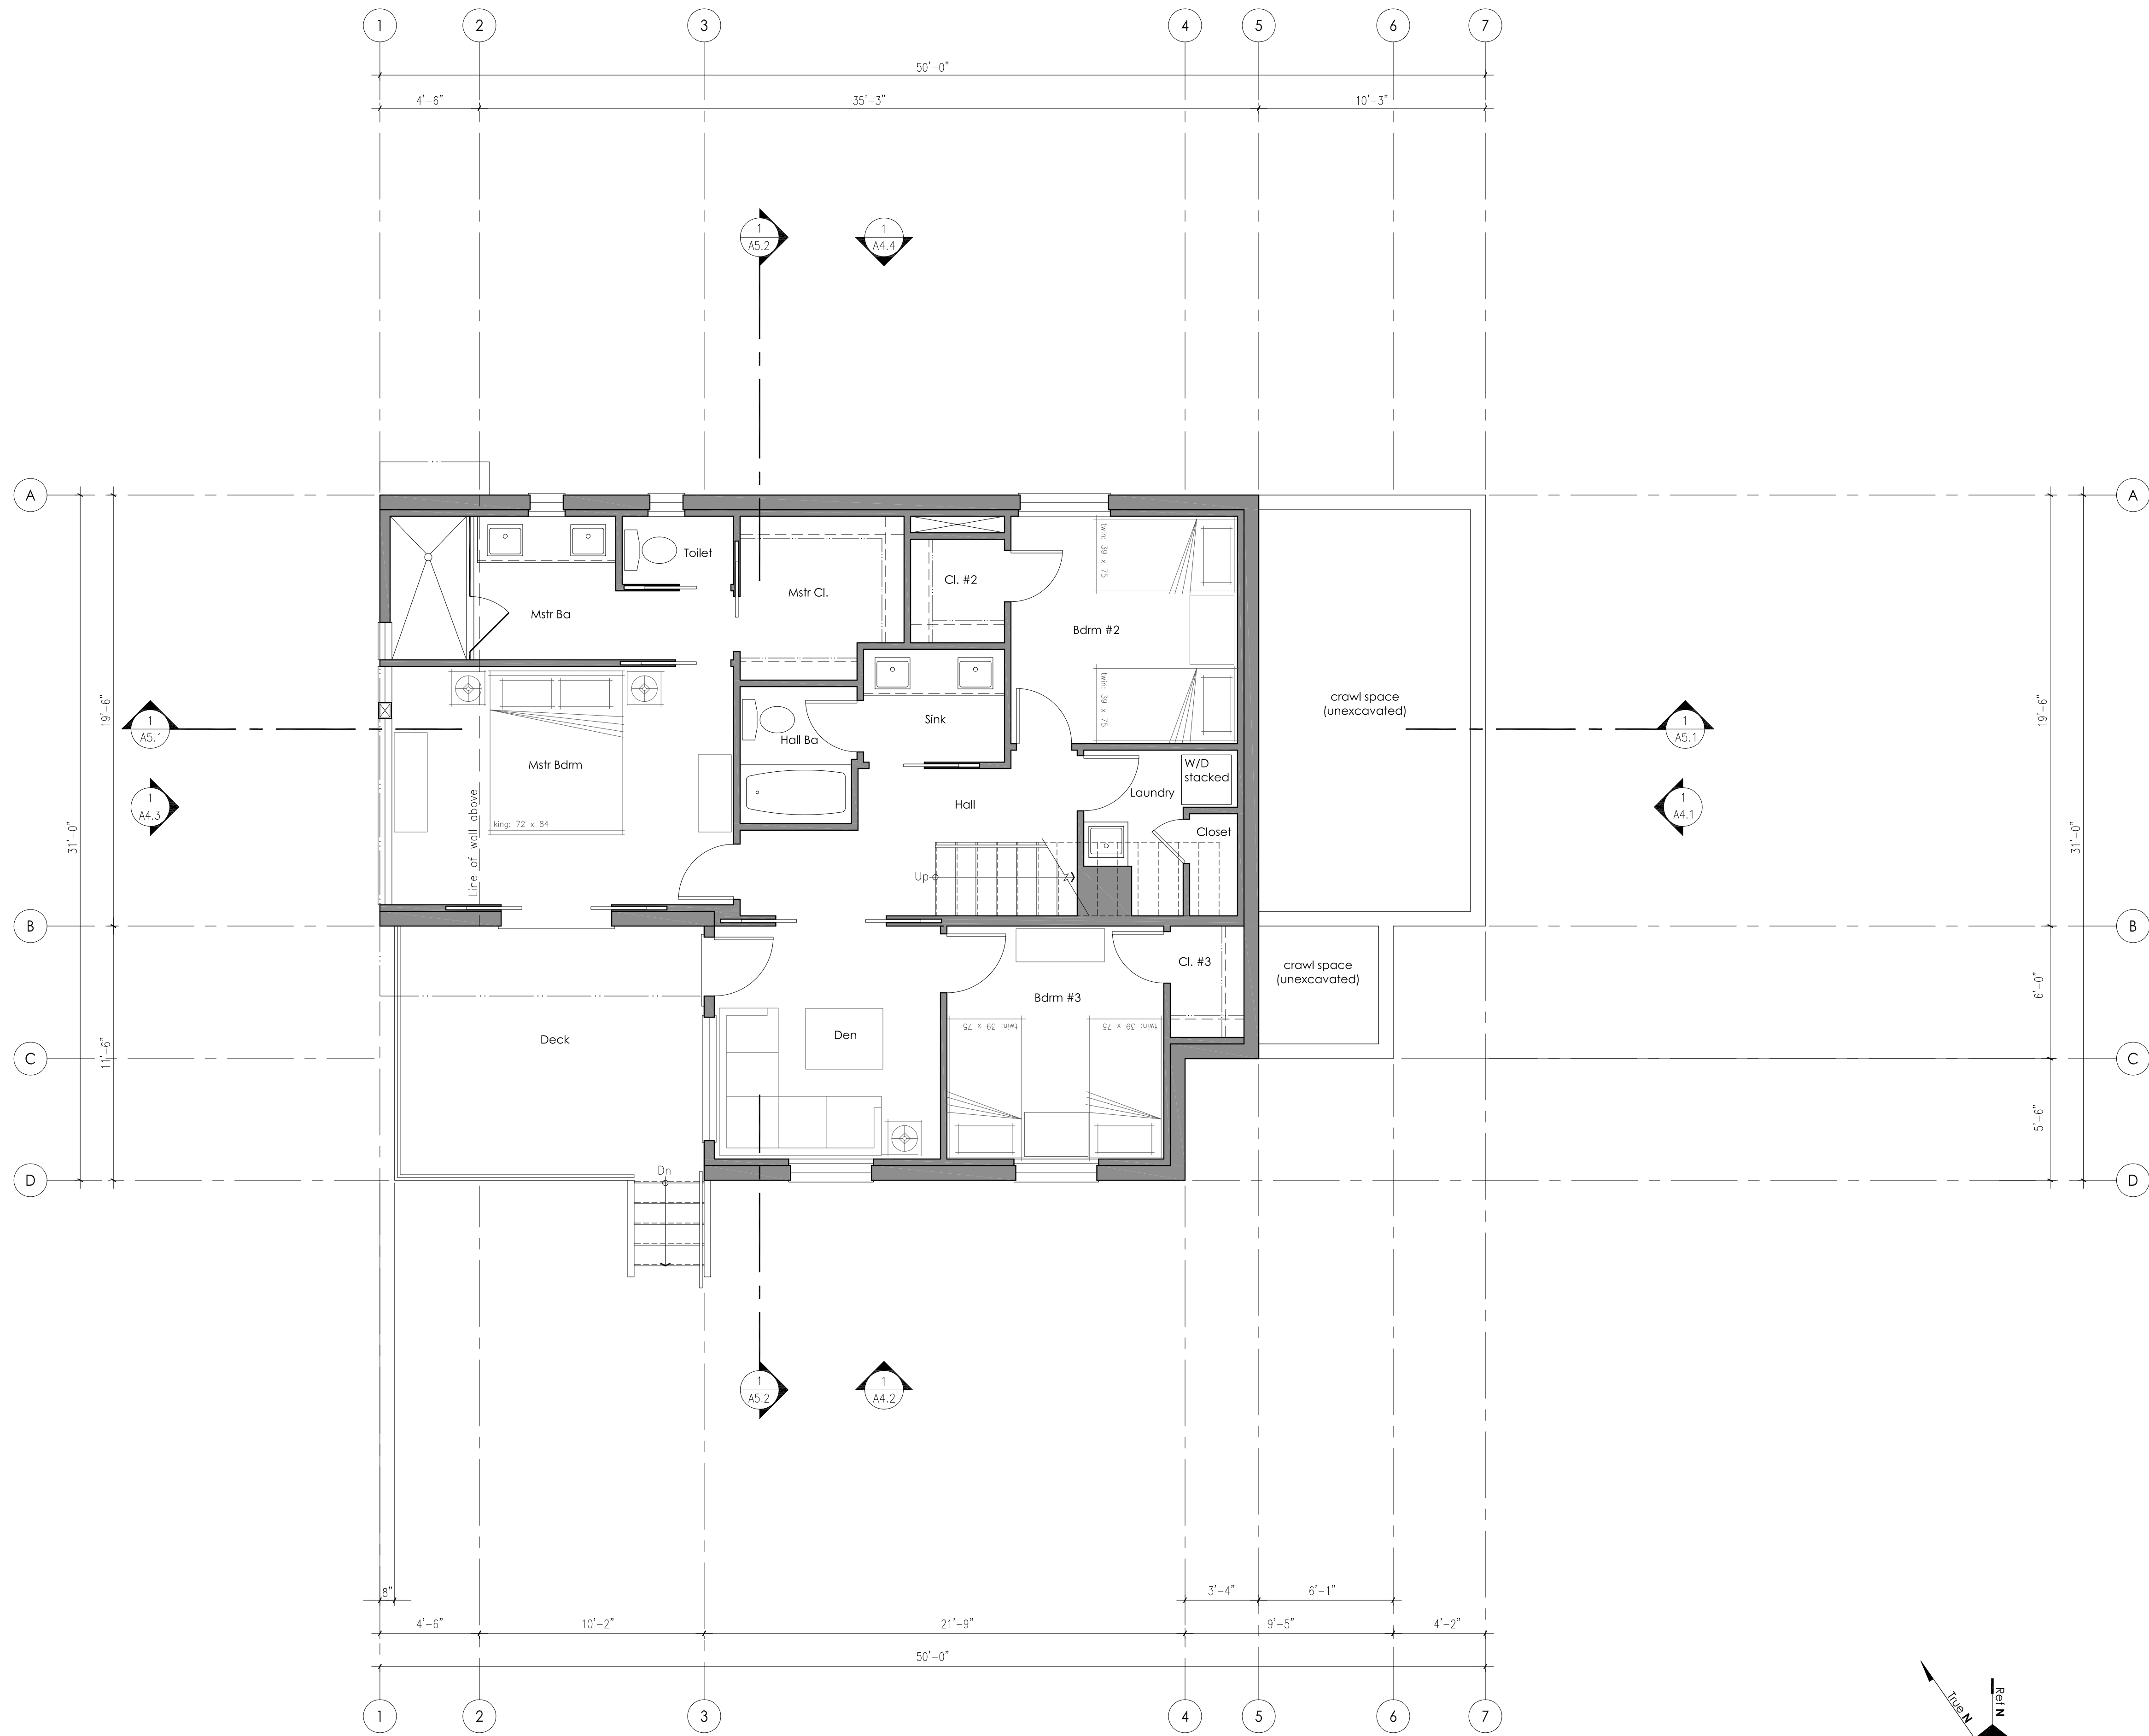 1 2 3 4 5 6 7
50'-0"
4'-6" 35'-3" 10'-3"
1
A5.2
1
A4.4
A A
Toilet
twin: 39 x 75
Cl. #2
Mstr Cl.
Mstr Ba
Bdrm #2
twin: 39 x 75
crawl space
(unexcavated)
19'-6"
19'-6"
1
A5.1
Sink
1
A5.1
Hall Ba
Mstr Bdrm
W/D
stacked
Laundry
1
A4.3
Hall
1
A4.1
king: 72 x 84
Line of wall above
Closet
31'-0"
31'-0"
Up
B B
Cl. #3
crawl space
(unexcavated)
6'-0"
Bdrm #3
twin: 39 x 75
twin: 39 x 75
Den
Deck
11'-6"
C C
5'-6"
Dn
D D
1
A5.2
1
A4.2
8" 3'-4" 6'-1"
4'-6" 10'-2" 21'-9" 9'-5" 4'-2"
50'-0"
True N
Ref N
1 2 3 4 5 6 7